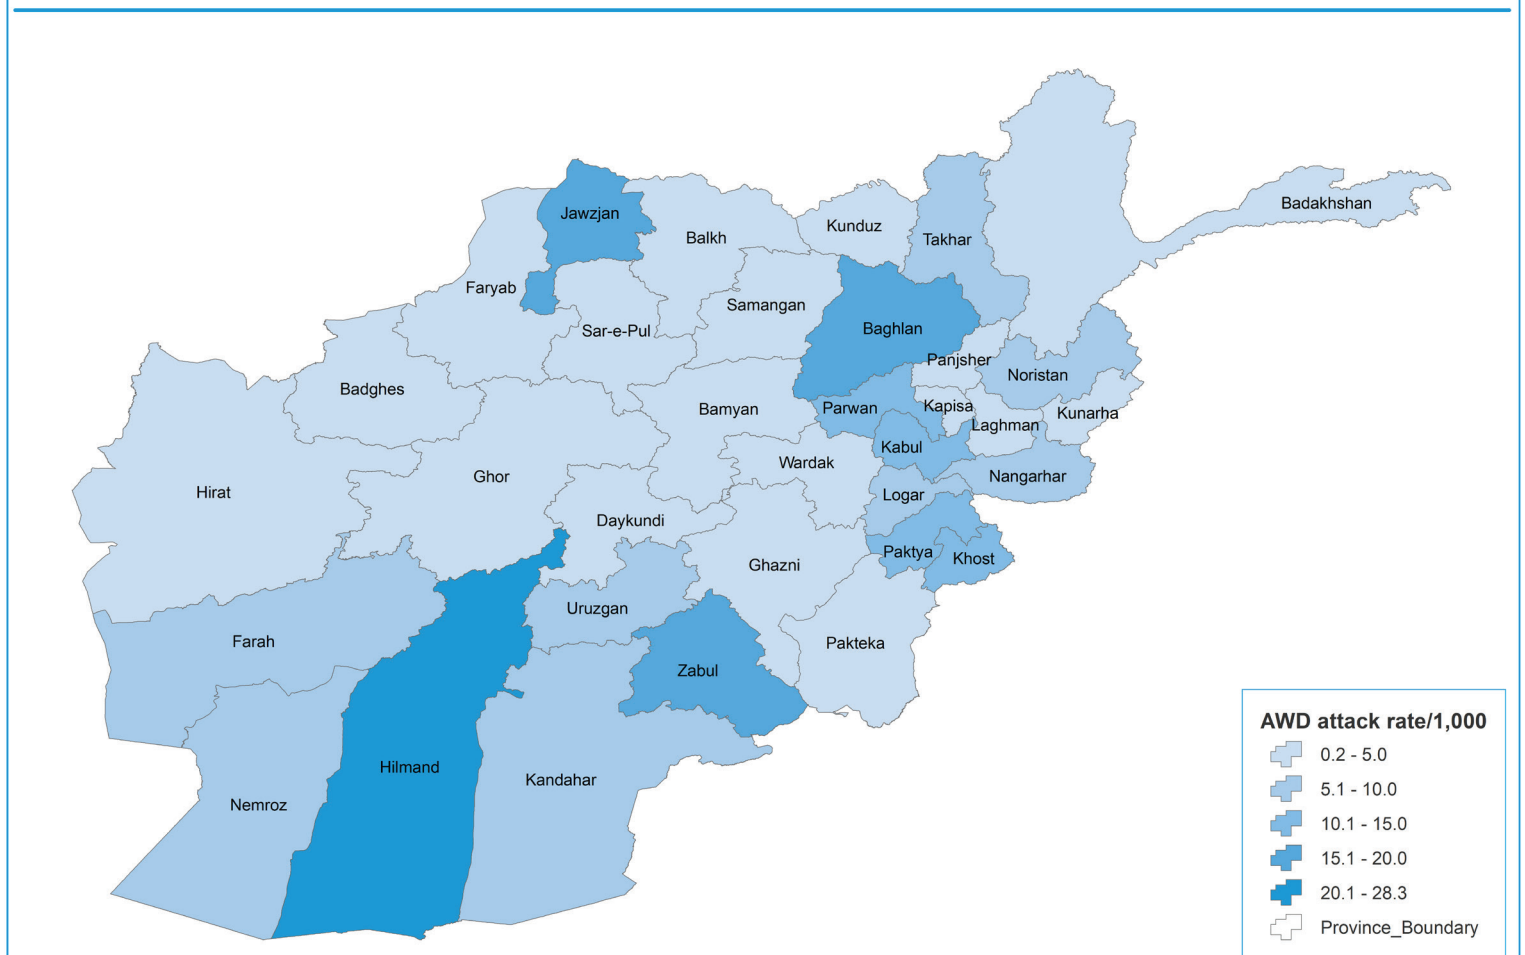 Badakhshan
Jawzjan
Kunduz
Balkh
Takhar
Faryab
Samangan
Sar-e-Pul
Baghlan
Panjsher
Noristan
Badghes
Bamyan
Parwan
Kapisa
Kunarha
Laghman
Kabul
Wardak
Ghor
Nangarhar
Hirat
Logar
Daykundi
Paktya
Khost
Ghazni
Uruzgan
Farah
Pakteka
Zabul
Hilmand
Kandahar
Nemroz
AWD attack rate/1,000
0.2 - 5.0
5.1 - 10.0
10.1 - 15.0
15.1 - 20.0
20.1 - 28.3
Province_Boundary